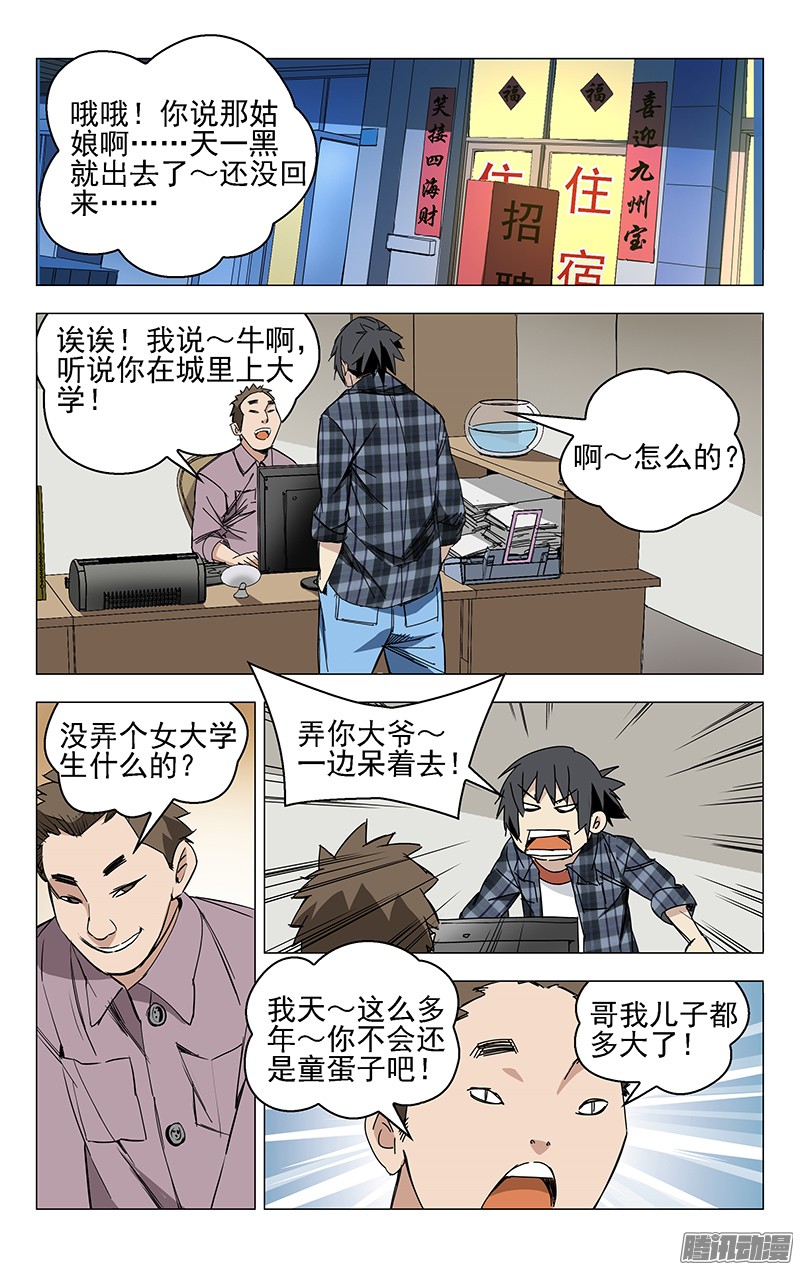 哦哦！你说那姑
娘啊……天一黑
就出去了～还没回
来……
笑接四海财
福
福
喜迎九州宝
住
住宿
招聘
诶诶！我说～牛啊，
听说你在城里上大
学！
啊～怎么的？
没弄个女大学
生什么的？
弄你大爷～
一边呆着去！
我天～这么多
年～你不会还
是童蛋子吧！
哥我儿子都
多大了！
腾讯动漫